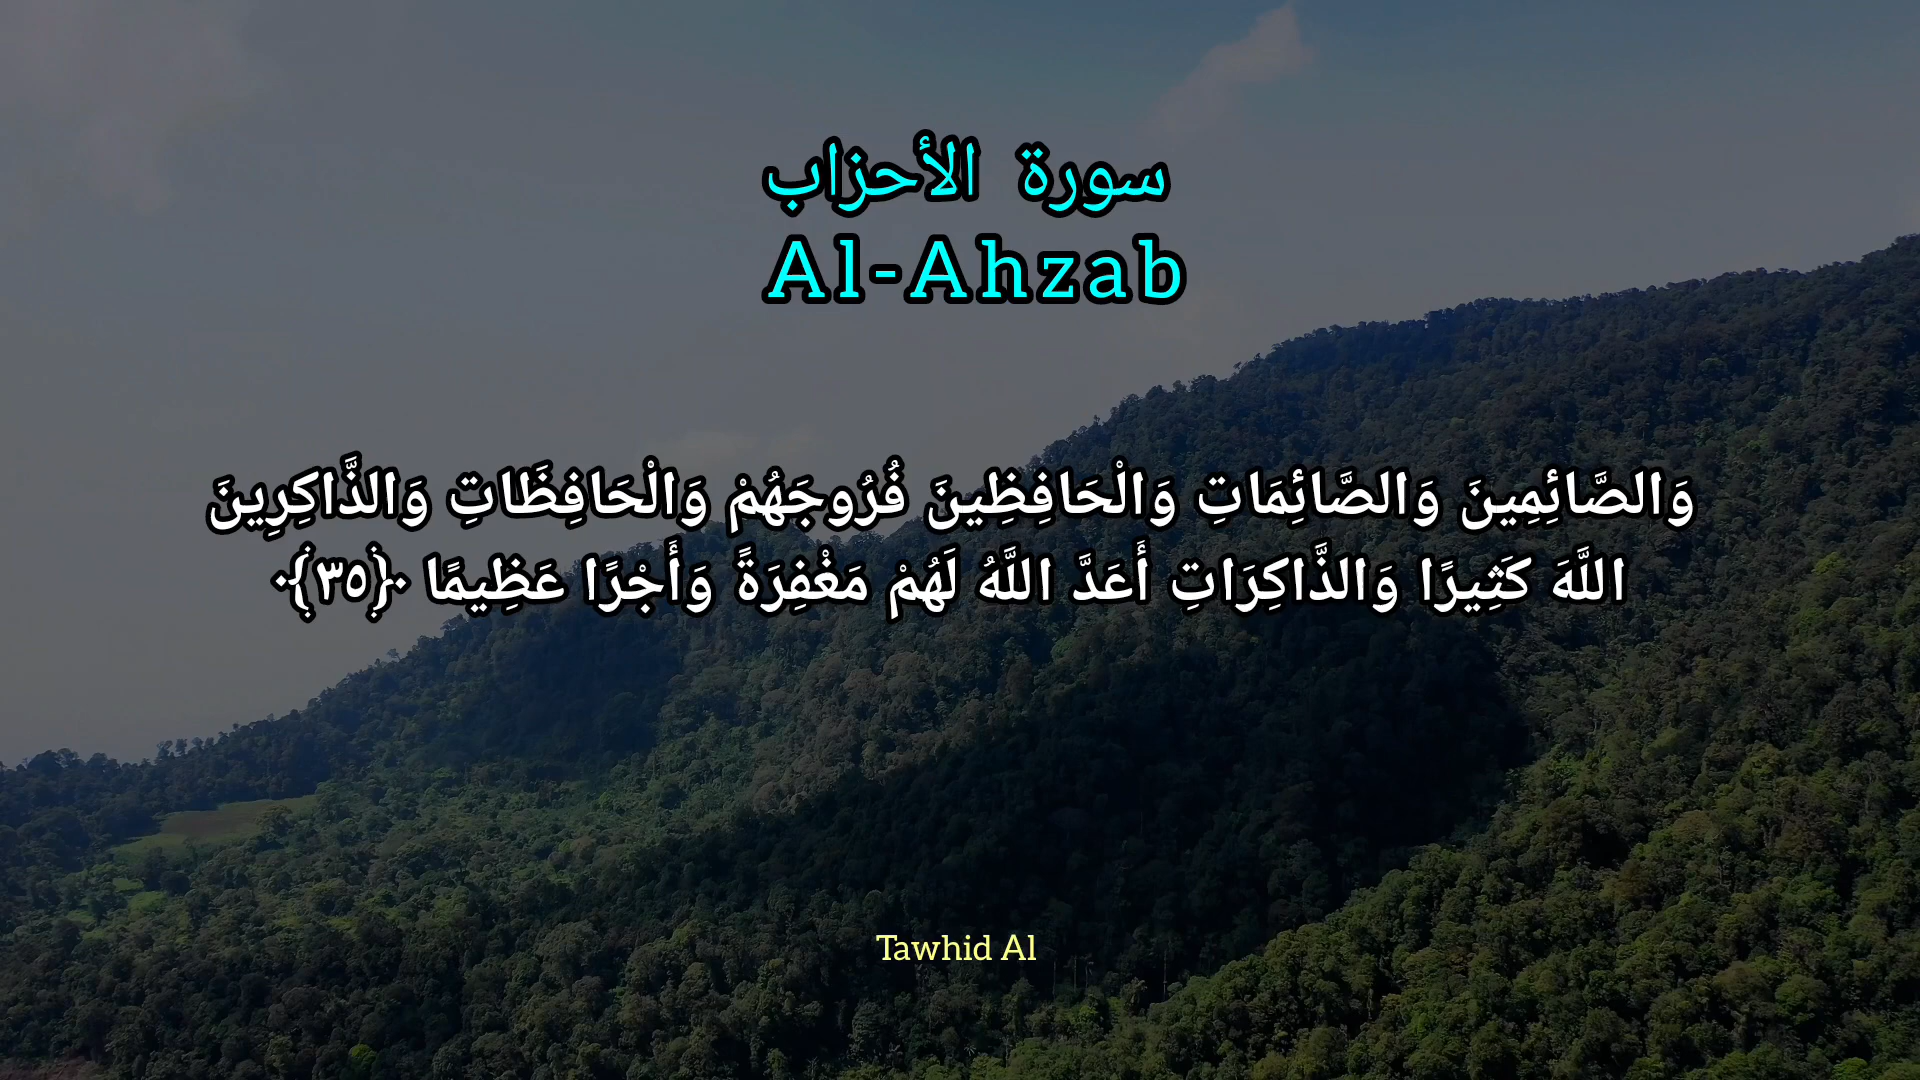 سورة الأحزاب
Al-Ahzab
وَالصَّائِمِينَ وَالصَّائِمَاتِ وَالْحَافِظِينَ فُرُوجَهُمْ وَالْحَافِظَاتِ وَالذَّاكِرِينَ
اللَّهَ كَثِيرًا وَالذَّاكِرَاتِ أَعَدَّ اللَّهُ لَهُمْ مَغْفِرَةً وَأَجْرًا عَظِيمًا ﴿٣٥﴾
Tawhid Al